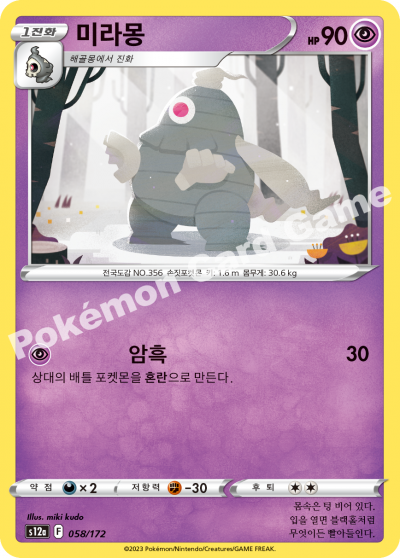 1진화
미라몽
HP 90
해골몽에서 진화
Pokémon Card Game
전국도감 NO.356 손짓포켓몬 키: 1.6 m 몸무게: 30.6 kg
암흑 30
상대의 배틀 포켓몬을 혼란으로 만든다.
약점 ×2 저항력 -30 후퇴
Illus. miki kudo
s12a F 058/172
몸속은 텅 비어 있다.
입을 열면 블랙홀처럼
무엇이든 빨아들인다.
©2023 Pokémon/Nintendo/Creatures/GAME FREAK.